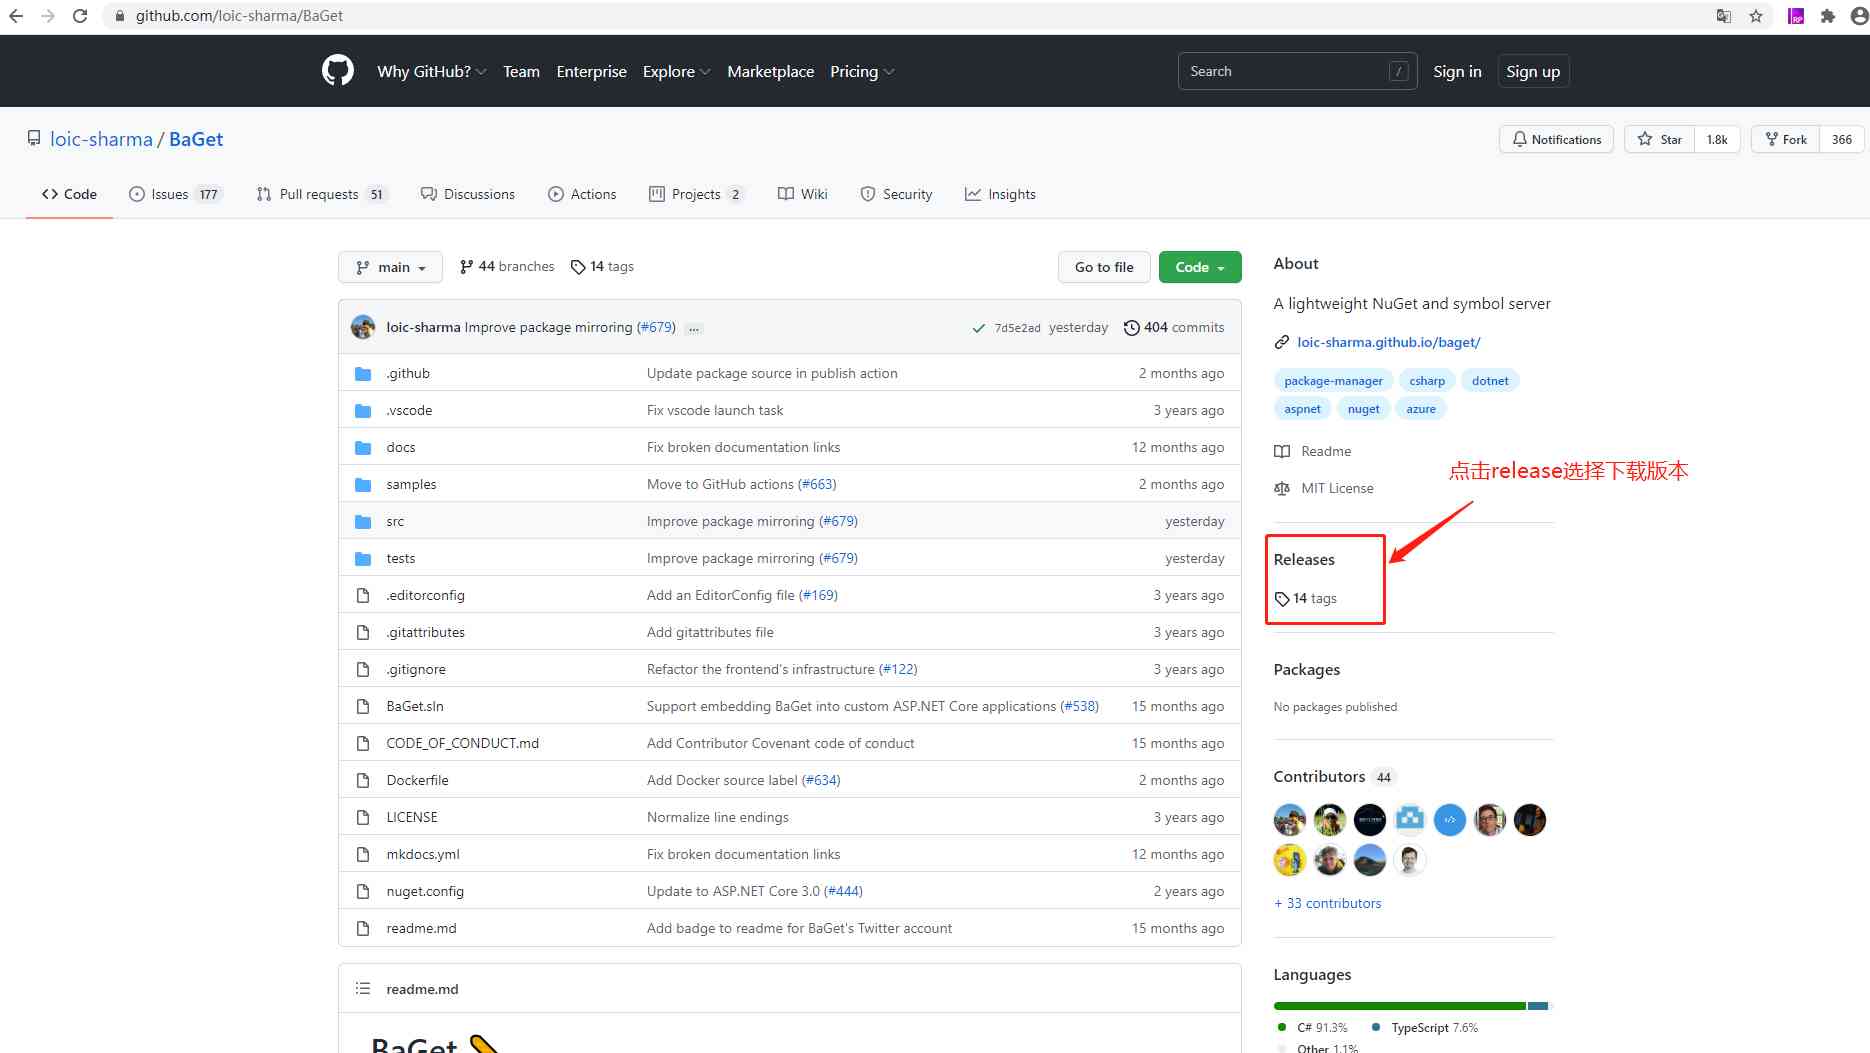 github.com/loic-sharma/BaGet
Why GitHub? Team Enterprise Explore Marketplace Pricing Search / Sign in Sign up
loic-sharma / BaGet Notifications Star 1.8k Fork 366
Code Issues 177 Pull requests 51 Discussions Actions Projects 2 Wiki Security Insights
main 44 branches 14 tags Go to file Code
loic-sharma Improve package mirroring (#679) ... 7d5e2ad yesterday 404 commits
.github Update package source in publish action 2 months ago
.vscode Fix vscode launch task 3 years ago
docs Fix broken documentation links 12 months ago
samples Move to GitHub actions (#663) 2 months ago
src Improve package mirroring (#679) yesterday
tests Improve package mirroring (#679) yesterday
.editorconfig Add an EditorConfig file (#169) 3 years ago
.gitattributes Add gitattributes file 3 years ago
.gitignore Refactor the frontend's infrastructure (#122) 3 years ago
BaGet.sln Support embedding BaGet into custom ASP.NET Core applications (#538) 15 months ago
CODE_OF_CONDUCT.md Add Contributor Covenant code of conduct 15 months ago
Dockerfile Add Docker source label (#634) 2 months ago
LICENSE Normalize line endings 3 years ago
mkdocs.yml Fix broken documentation links 12 months ago
nuget.config Update to ASP.NET Core 3.0 (#444) 2 years ago
readme.md Add badge to readme for BaGet's Twitter account 15 months ago
readme.md
BaGet
About
A lightweight NuGet and symbol server
loic-sharma.github.io/baget/
package-manager csharp dotnet
aspnet nuget azure
Readme
点击release选择下载版本
MIT License
Releases
14 tags
Packages
No packages published
Contributors 44
+ 33 contributors
Languages
C# 91.3% TypeScript 7.6%
Other 1.1%